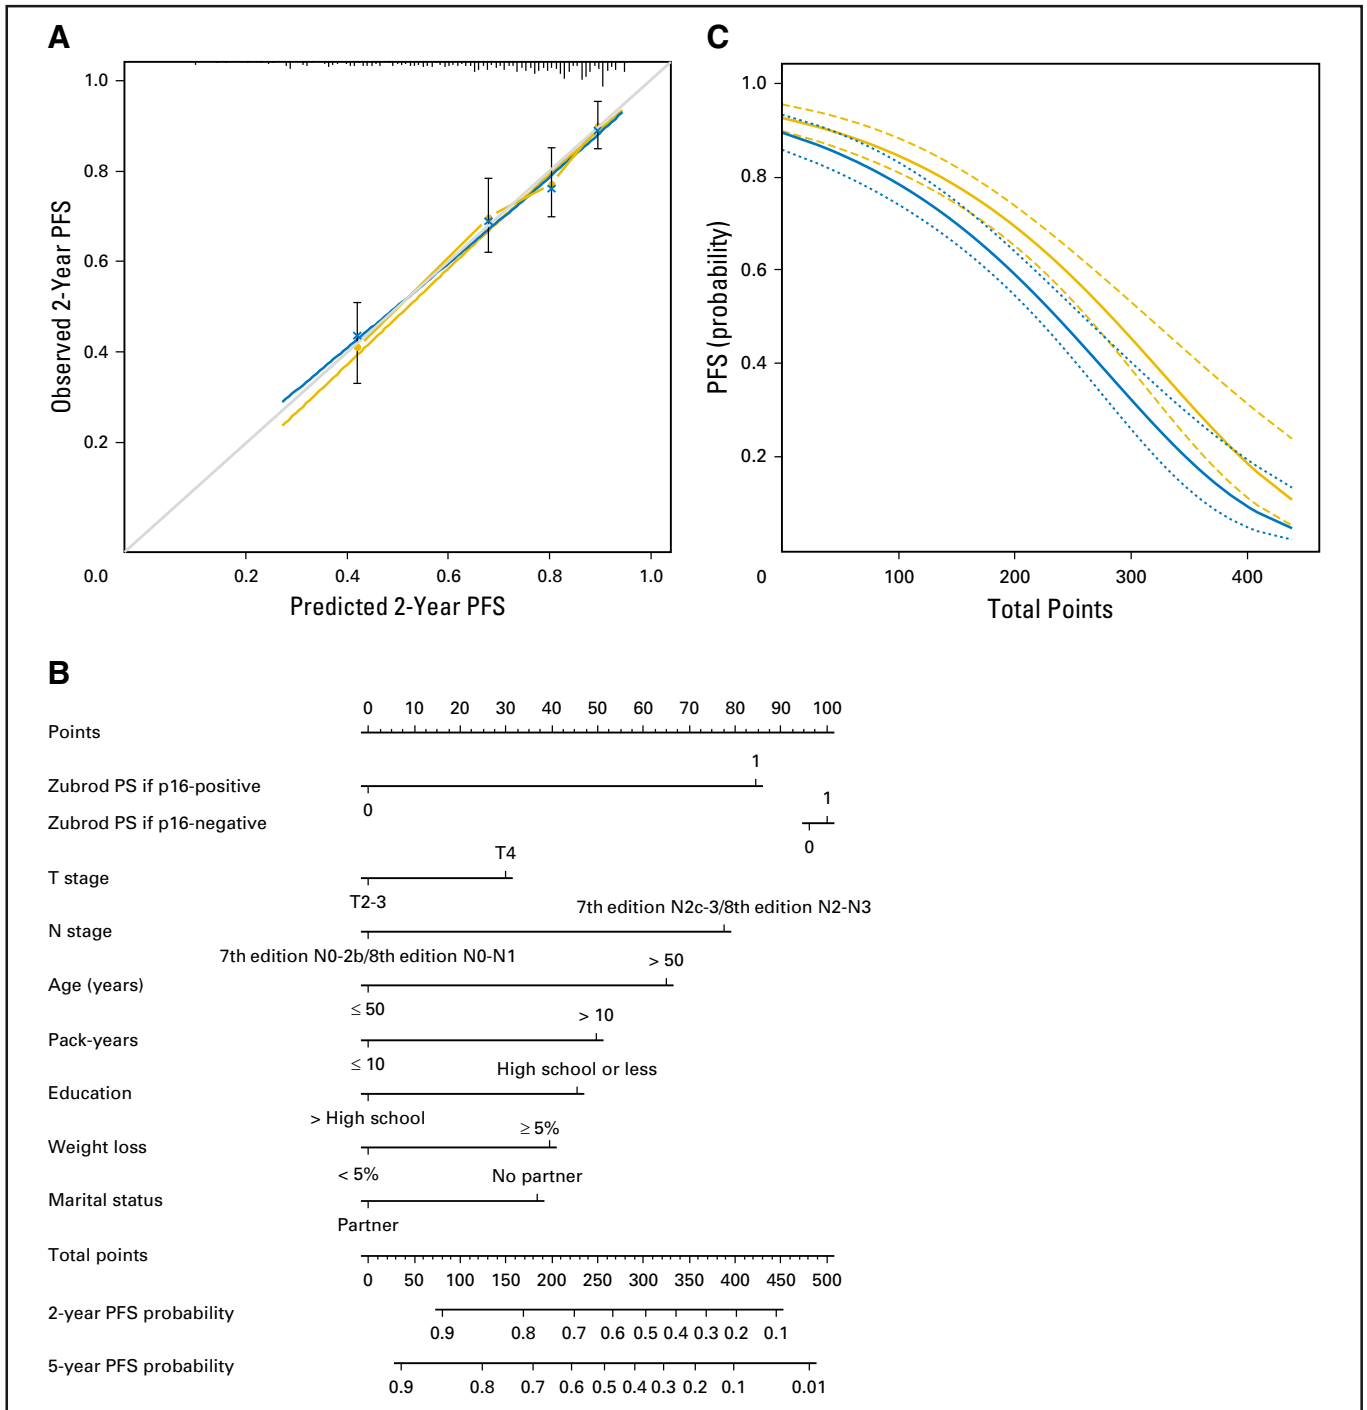 A
Observed 2-Year PFS
1.0
0.8
0.6
0.4
0.2
0.0 0.2 0.4 0.6 0.8 1.0
Predicted 2-Year PFS
C
PFS (probability)
1.0
0.8
0.6
0.4
0.2
0 100 200 300 400
Total Points
B
0 10 20 30 40 50 60 70 80 90 100
Points
1
Zubrod PS if p16-positive
0
1
Zubrod PS if p16-negative
0
T4
T stage
T2-3
7th edition N2c-3/8th edition N2-N3
N stage
7th edition N0-2b/8th edition N0-N1
> 50
Age (years)
≤ 50
> 10
Pack-years
≤ 10
High school or less
Education
> High school
≥ 5%
Weight loss
< 5%
No partner
Marital status
Partner
Total points
0 50 100 150 200 250 300 350 400 450 500
2-year PFS probability
0.9 0.8 0.7 0.6 0.5 0.4 0.3 0.2 0.1
5-year PFS probability
0.9 0.8 0.7 0.6 0.5 0.4 0.3 0.2 0.1 0.01